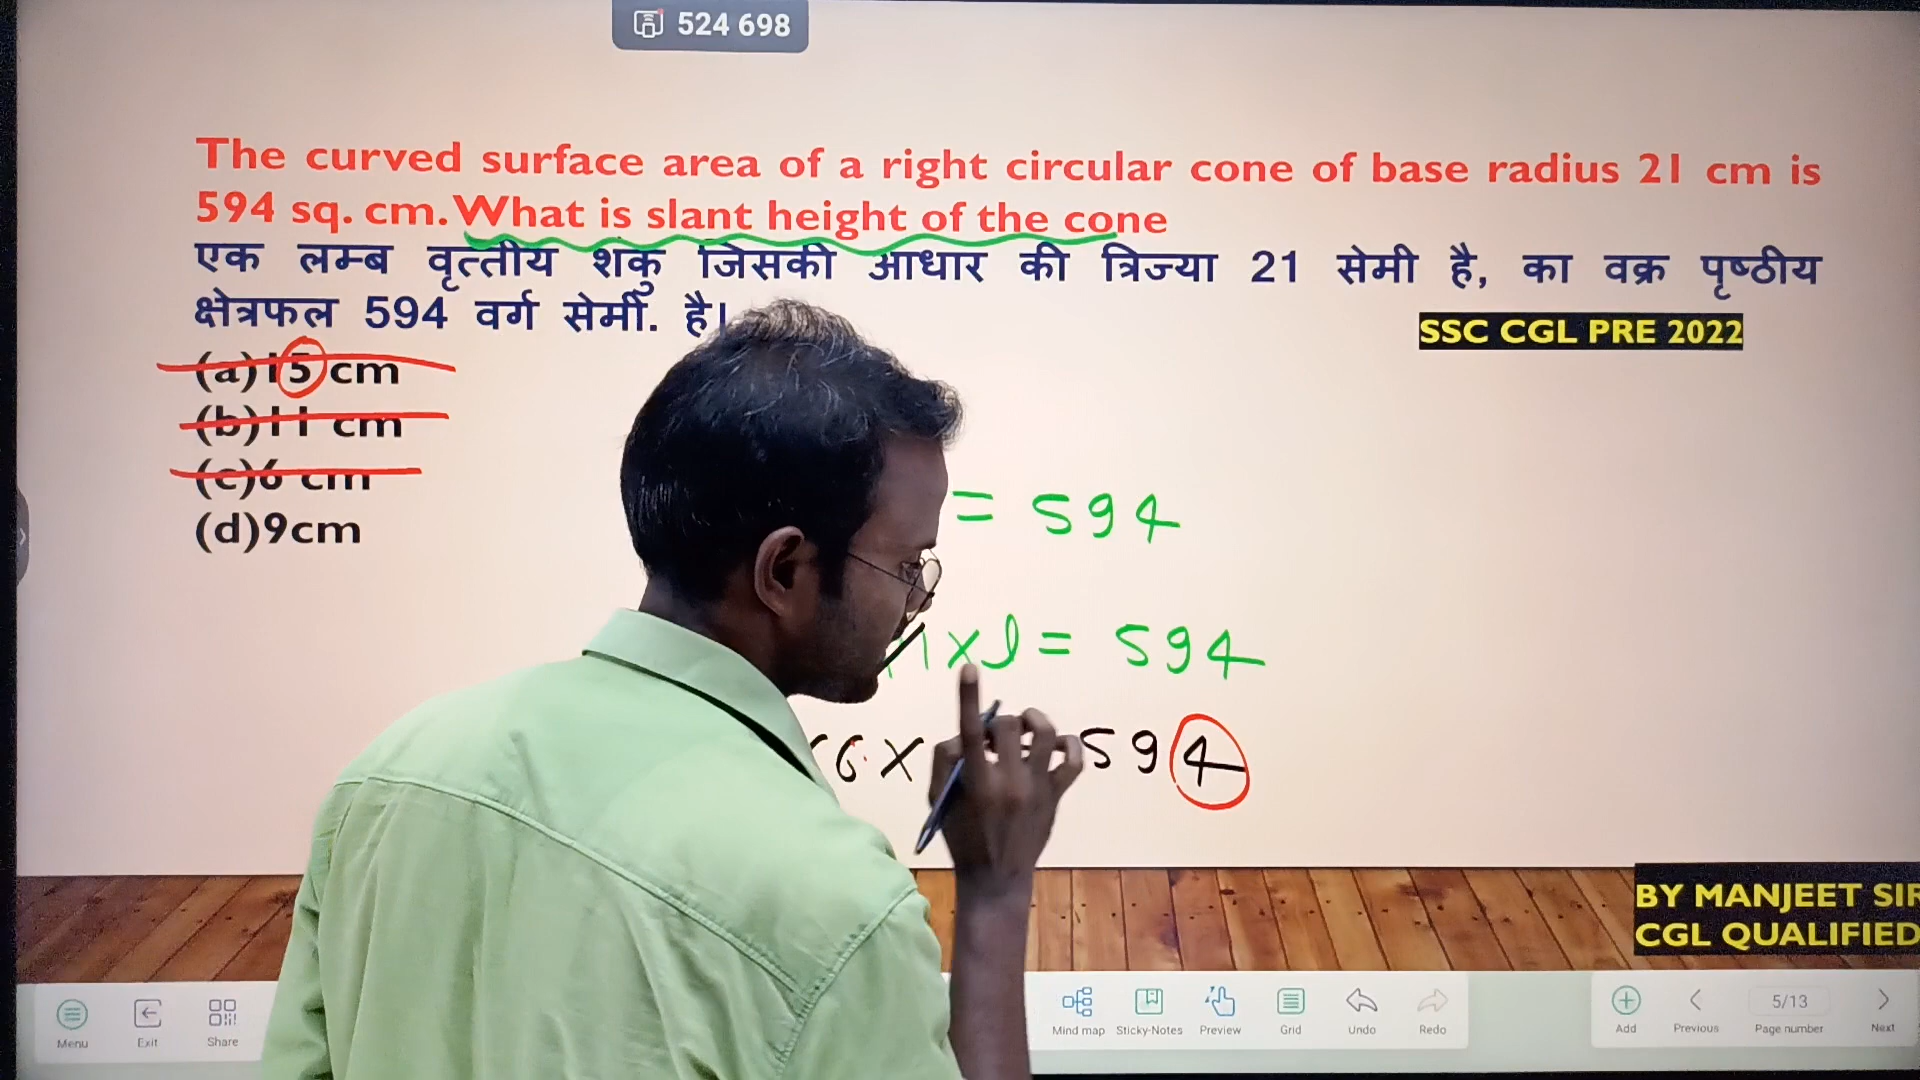 524 698
The curved surface area of a right circular cone of base radius 21 cm is
594 sq. cm. What is slant height of the cone
एक लम्ब वृत्तीय शकु जिसकी आधार की त्रिज्या 21 सेमी है, का वक्र पृष्ठीय
क्षेत्रफल 594 वर्ग सेमी. है।
SSC CGL PRE 2022
(a)15 cm
(b)11 cm
(c)6 cm
(d)9cm
= 594
x l = 594
6 x 594
BY MANJEET SIR
CGL QUALIFIED
Menu
Exit
Share
Mind map
Sticky-Notes
Preview
Grid
Undo
Redo
Add
Previous
5/13
Page number
Next